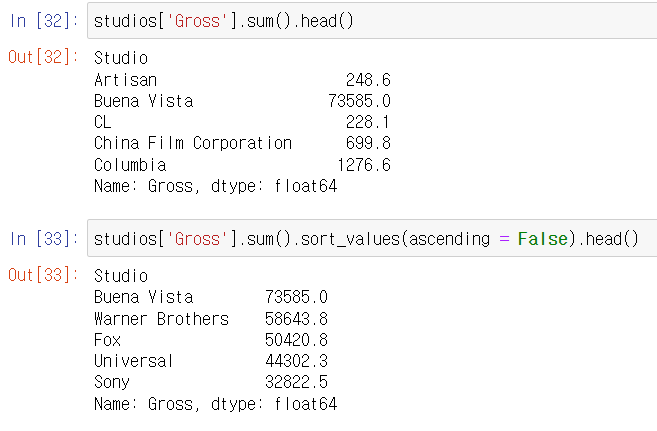 In [32]: studios['Gross'].sum().head()
Out[32]: Studio
Artisan 248.6
Buena Vista 73585.0
CL 228.1
China Film Corporation 699.8
Columbia 1276.6
Name: Gross, dtype: float64
In [33]: studios['Gross'].sum().sort_values(ascending = False).head()
Out[33]: Studio
Buena Vista 73585.0
Warner Brothers 58643.8
Fox 50420.8
Universal 44302.3
Sony 32822.5
Name: Gross, dtype: float64